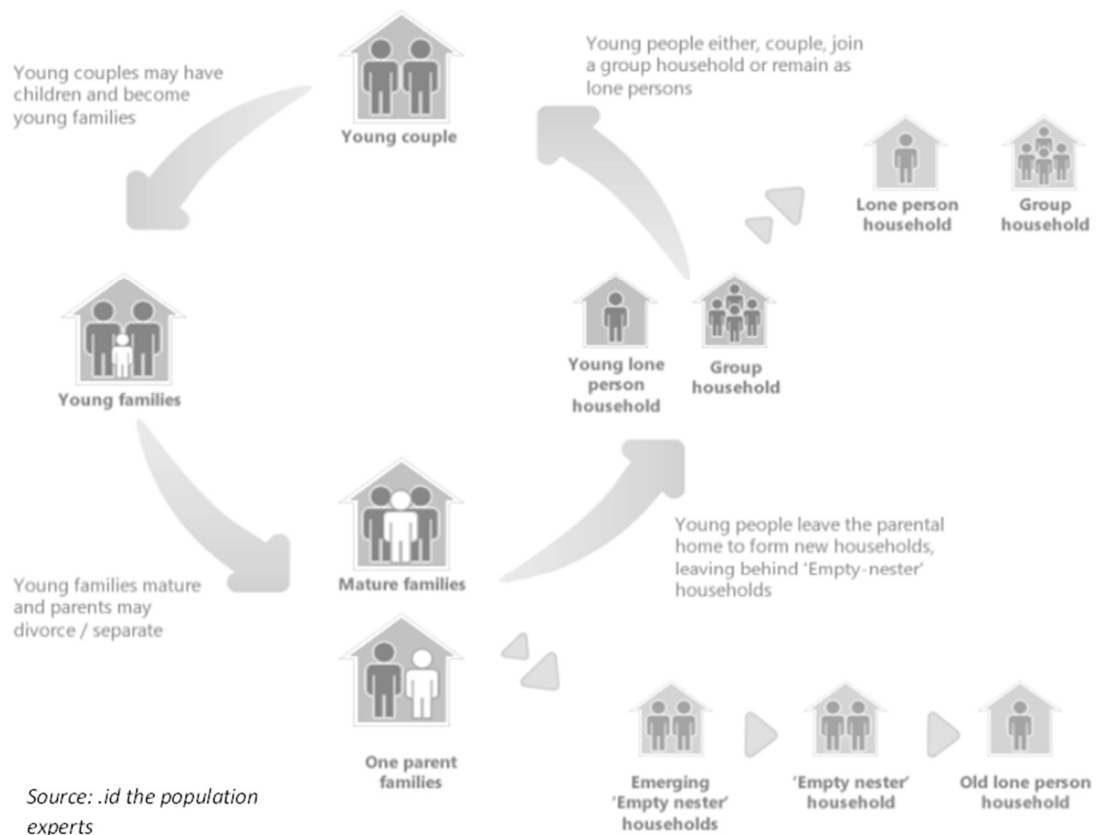 Young couples may have
children and become
young families
Young couple
Young people either, couple, join
a group household or remain as
lone persons
Lone person
household
Group
household
Young families
Young lone
person
household
Group
household
Young families mature
and parents may
divorce / separate
Mature families
Young people leave the parental
home to form new households,
leaving behind ‘Empty-nester’
households
One parent
families
Emerging
‘Empty nester’
households
‘Empty nester’
household
Old lone person
household
Source: .id the population
experts